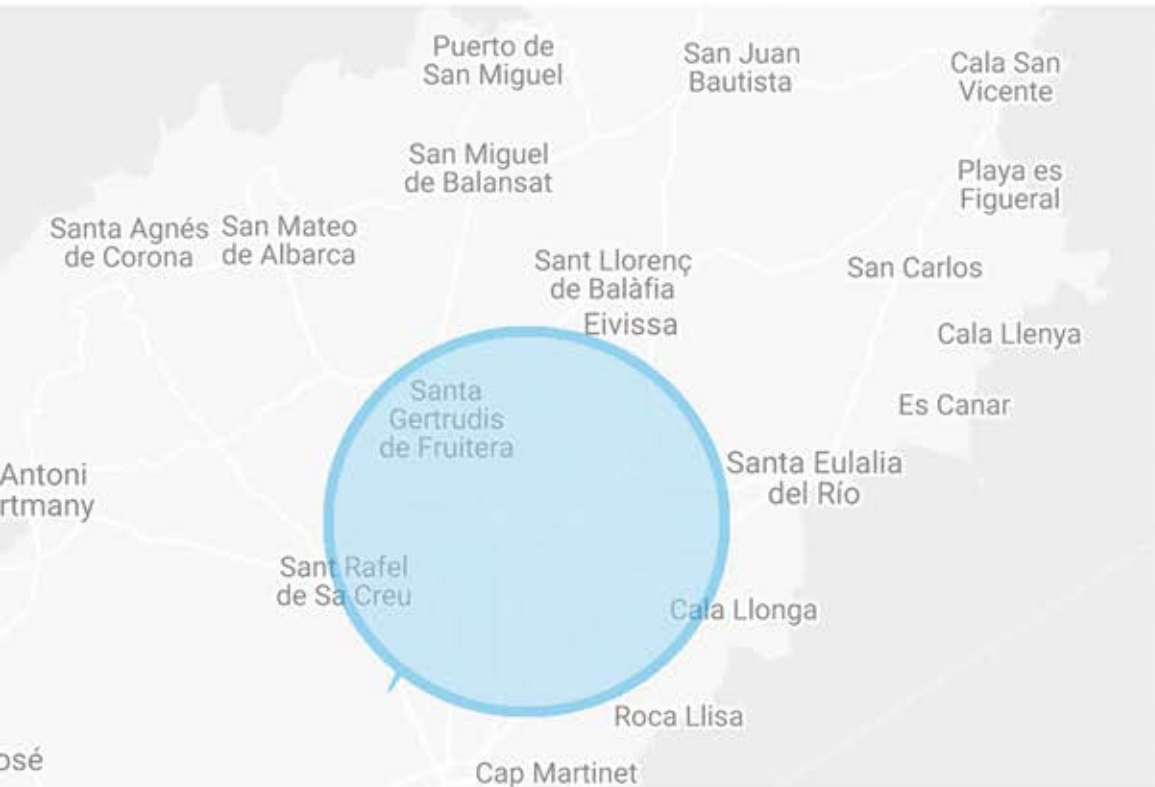 Puerto de
San Miguel
San Juan
Bautista
Cala San
Vicente
San Miguel
de Balansat
Playa es
Figueral
Santa Agnés
de Corona
San Mateo
de Albarca
Sant Llorenç
de Balàfia
San Carlos
Eivissa
Cala Llenya
Santa
Gertrudis
de Fruitera
Es Canar
Antoni
rtmany
Santa Eulalia
del Río
Sant Rafel
de Sa Creu
Cala Llonga
Roca Llisa
osé
Cap Martinet